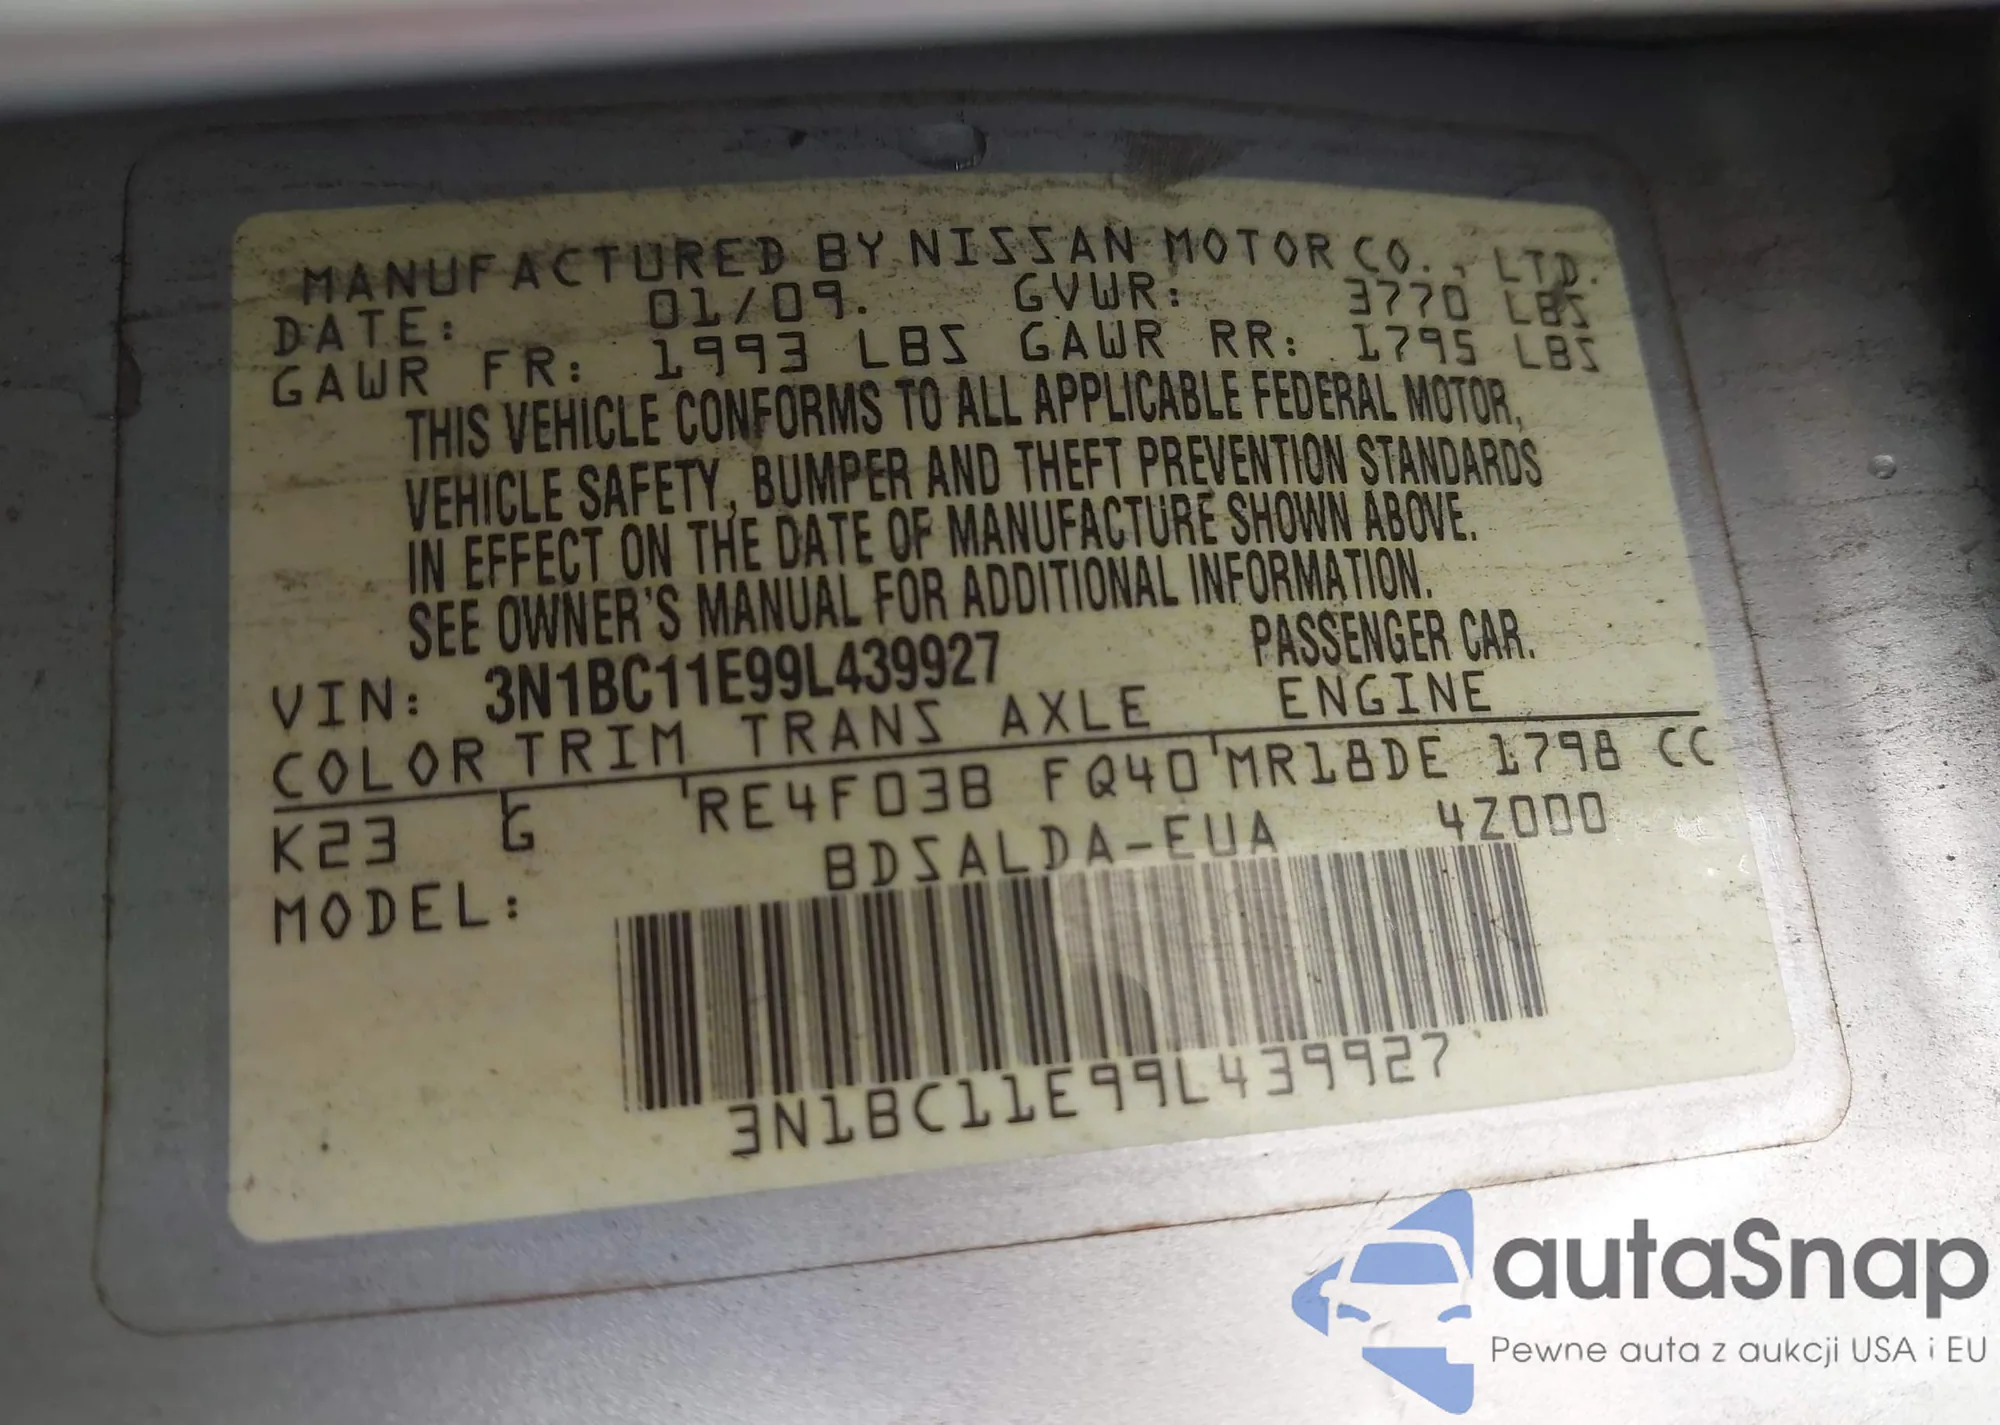 MANUFACTURED BY NISSAN MOTOR CO., LTD.
DATE: 01/09. GVWR: 3770 LBS
GAWR FR: 1993 LBS GAWR RR: 1795 LBS
THIS VEHICLE CONFORMS TO ALL APPLICABLE FEDERAL MOTOR,
VEHICLE SAFETY, BUMPER AND THEFT PREVENTION STANDARDS
IN EFFECT ON THE DATE OF MANUFACTURE SHOWN ABOVE.
SEE OWNER'S MANUAL FOR ADDITIONAL INFORMATION.
VIN: 3N1BC11E99L439927 PASSENGER CAR.
COLOR TRIM TRANS AXLE ENGINE
K23 G RE4F03B FQ40 MR18DE 1798 CC
MODEL: BDSALDA-EUA 4Z000
3N1BC11E99L439927
autaSnap
Pewne auta z aukcji USA i EU